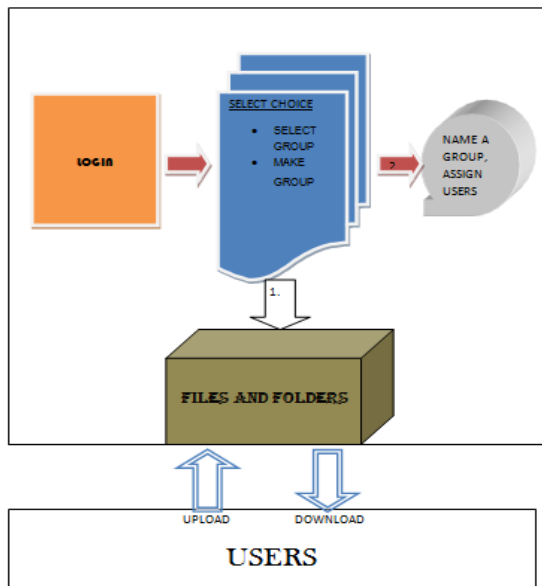 LOGIN
SELECT CHOICE
• SELECT
GROUP
• MAKE
GROUP
2
NAME A
GROUP,
ASSIGN
USERS
1.
FILES AND FOLDERS
UPLOAD
DOWNLOAD
USERS